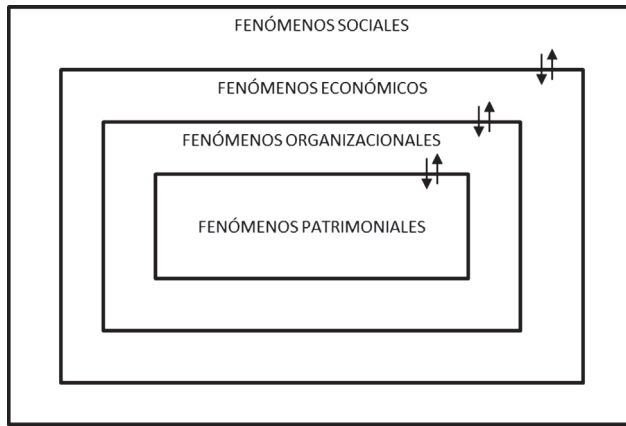 FENÓMENOS SOCIALES
FENÓMENOS ECONÓMICOS
FENÓMENOS ORGANIZACIONALES
FENÓMENOS PATRIMONIALES